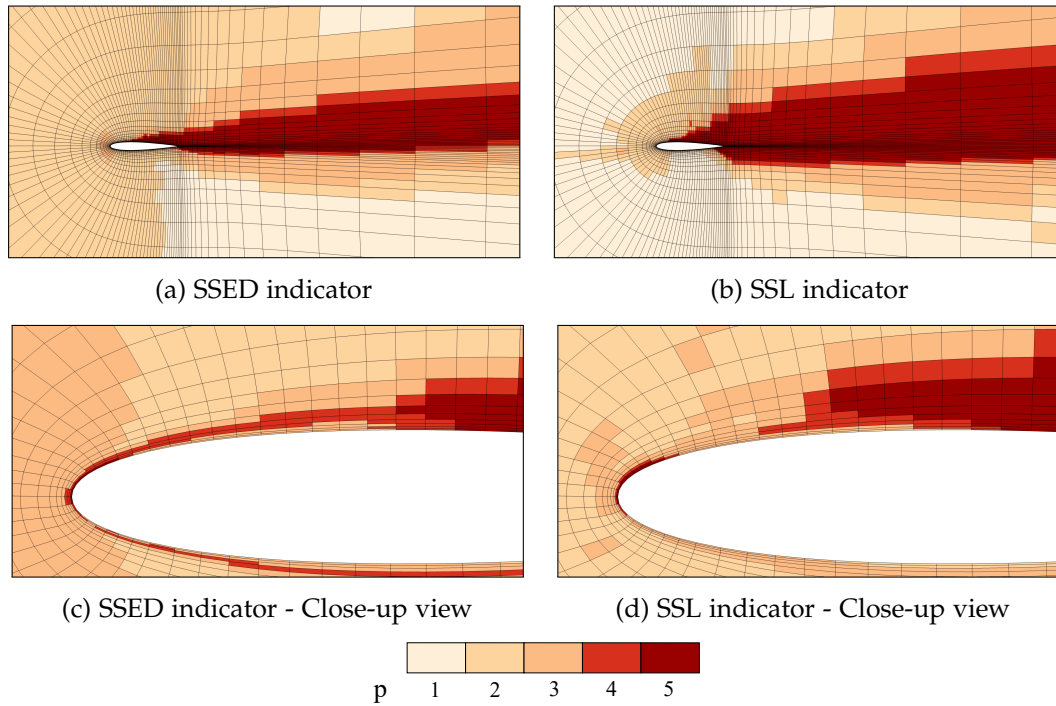 (a) SSED indicator
(b) SSL indicator
(c) SSED indicator - Close-up view
(d) SSL indicator - Close-up view
p 1 2 3 4 5